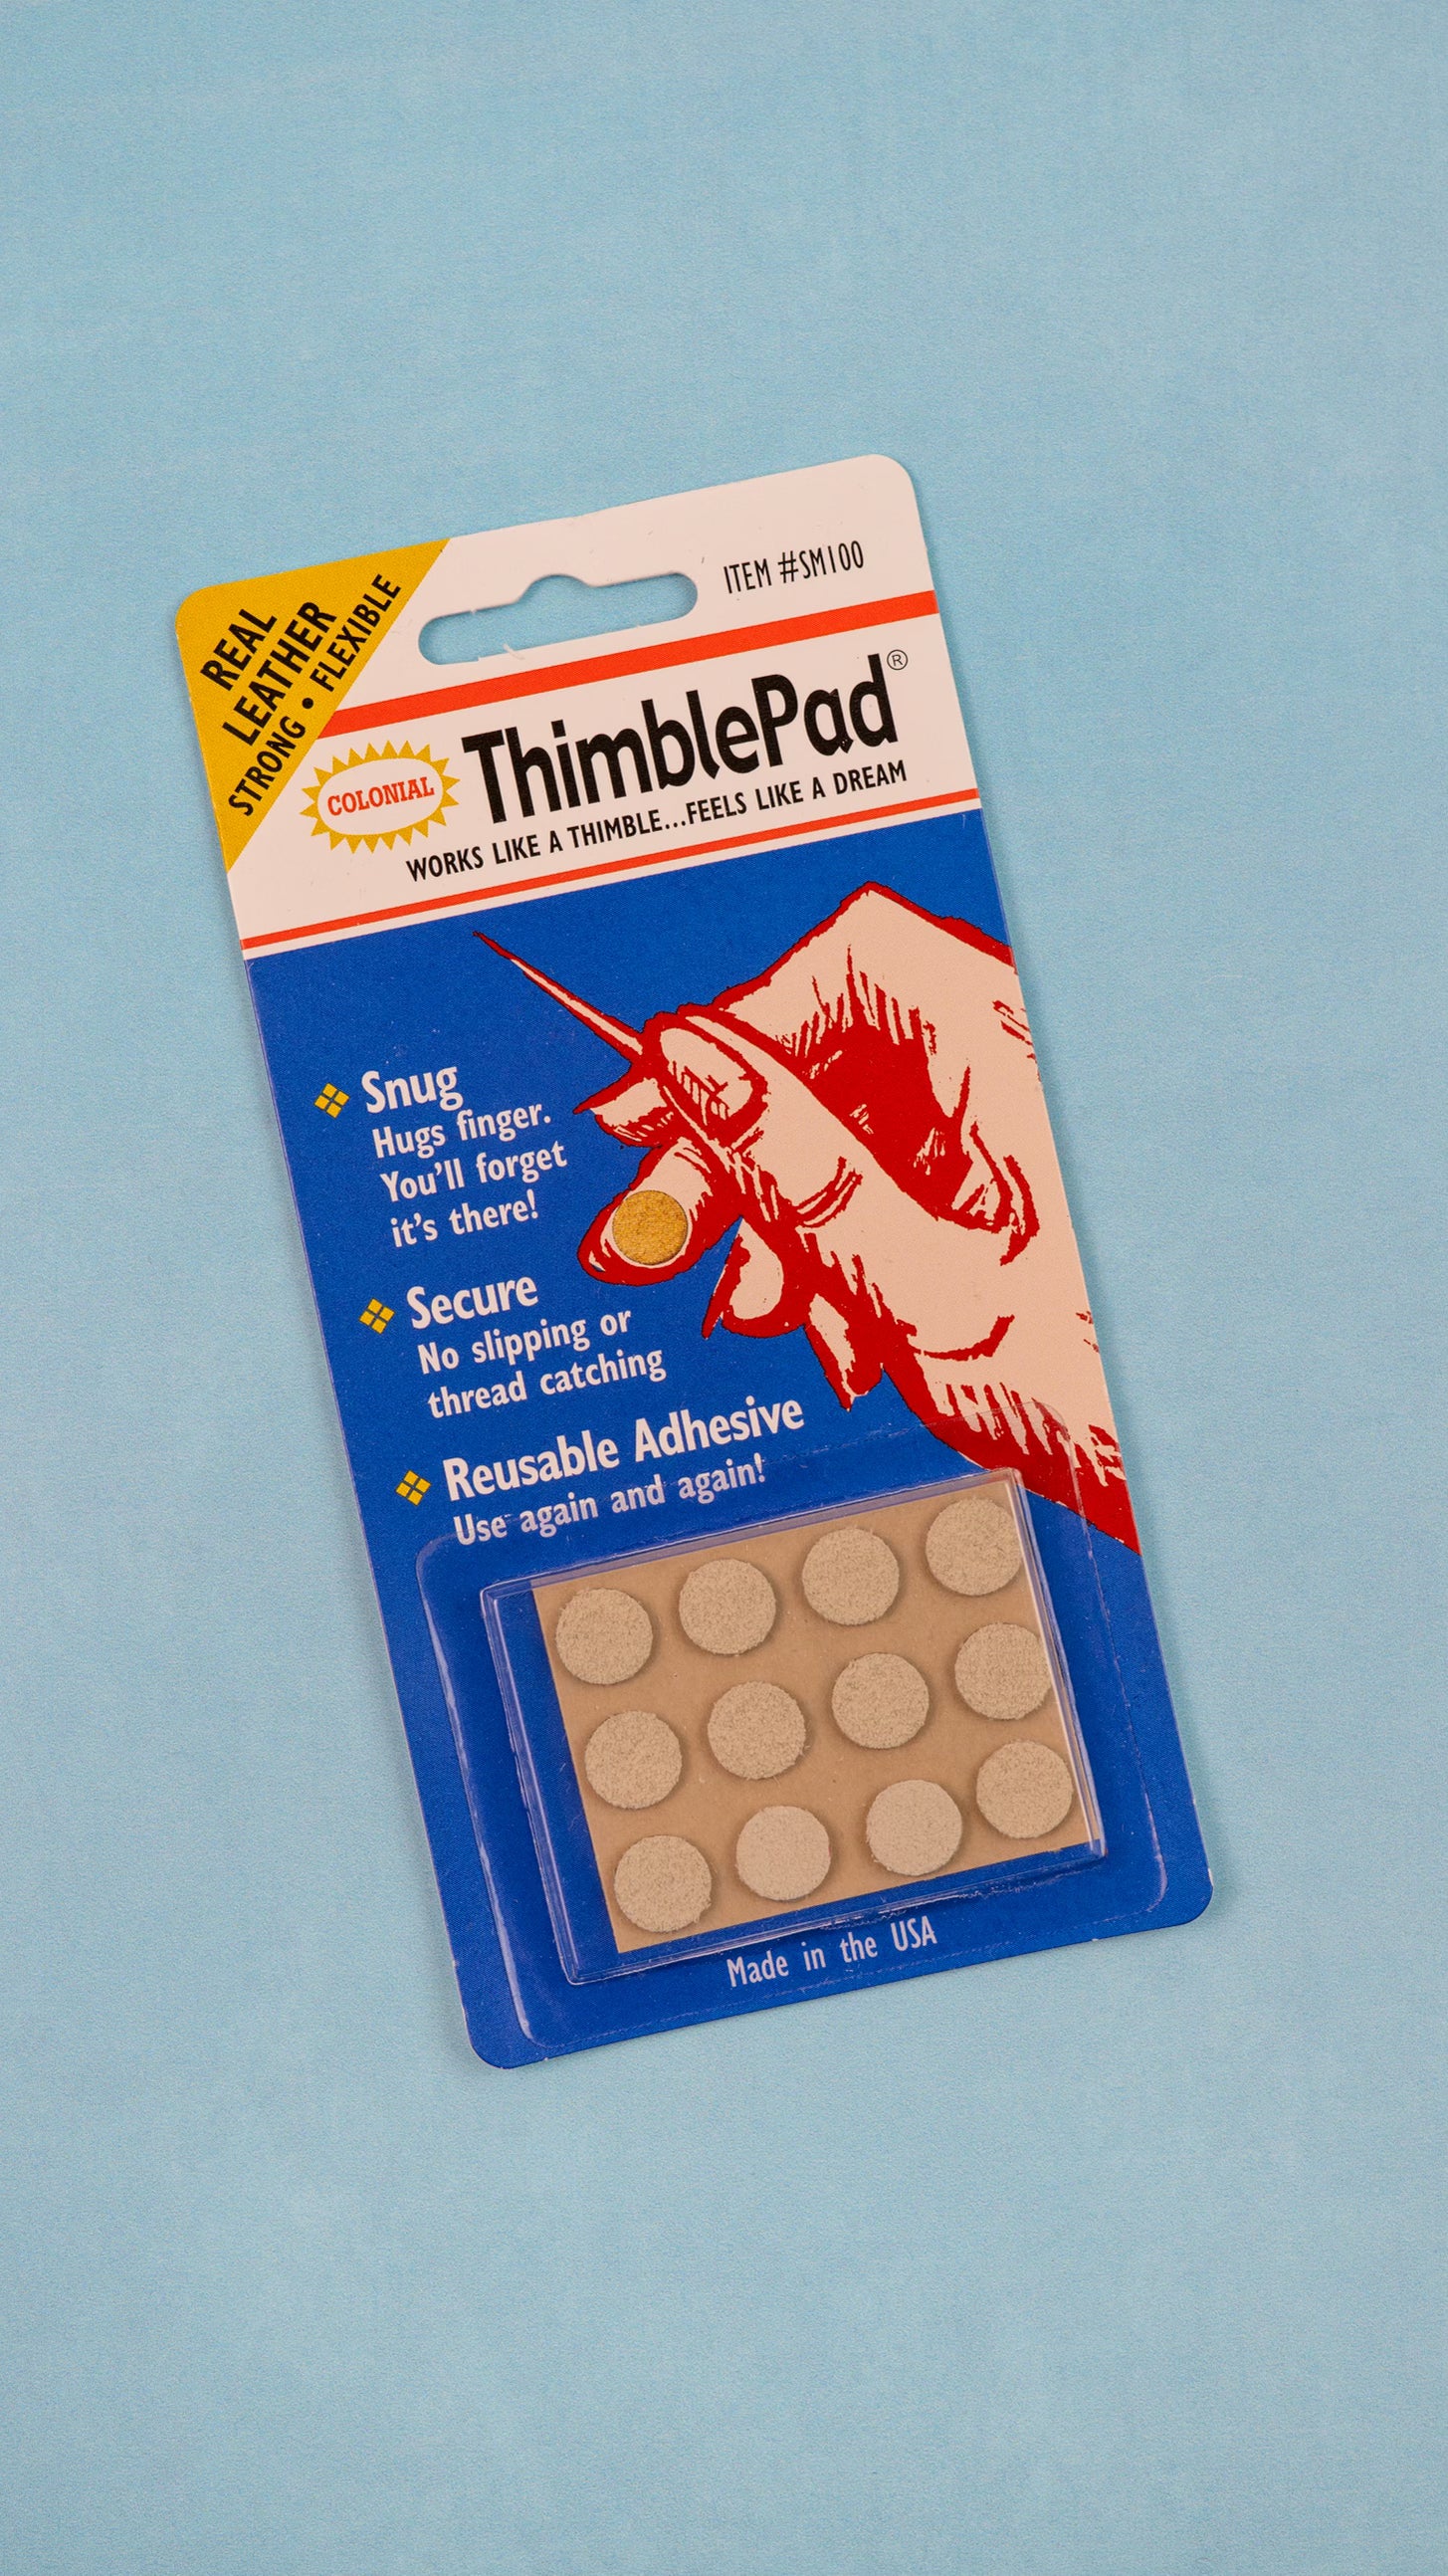 REAL
LEATHER
STRONG • FLEXIBLE
ITEM #SM100
COLONIAL
ThimblePad®
WORKS LIKE A THIMBLE...FEELS LIKE A DREAM
Snug
Hugs finger.
You'll forget
it's there!
Secure
No slipping or
thread catching
Reusable Adhesive
Use again and again!
Made in the USA